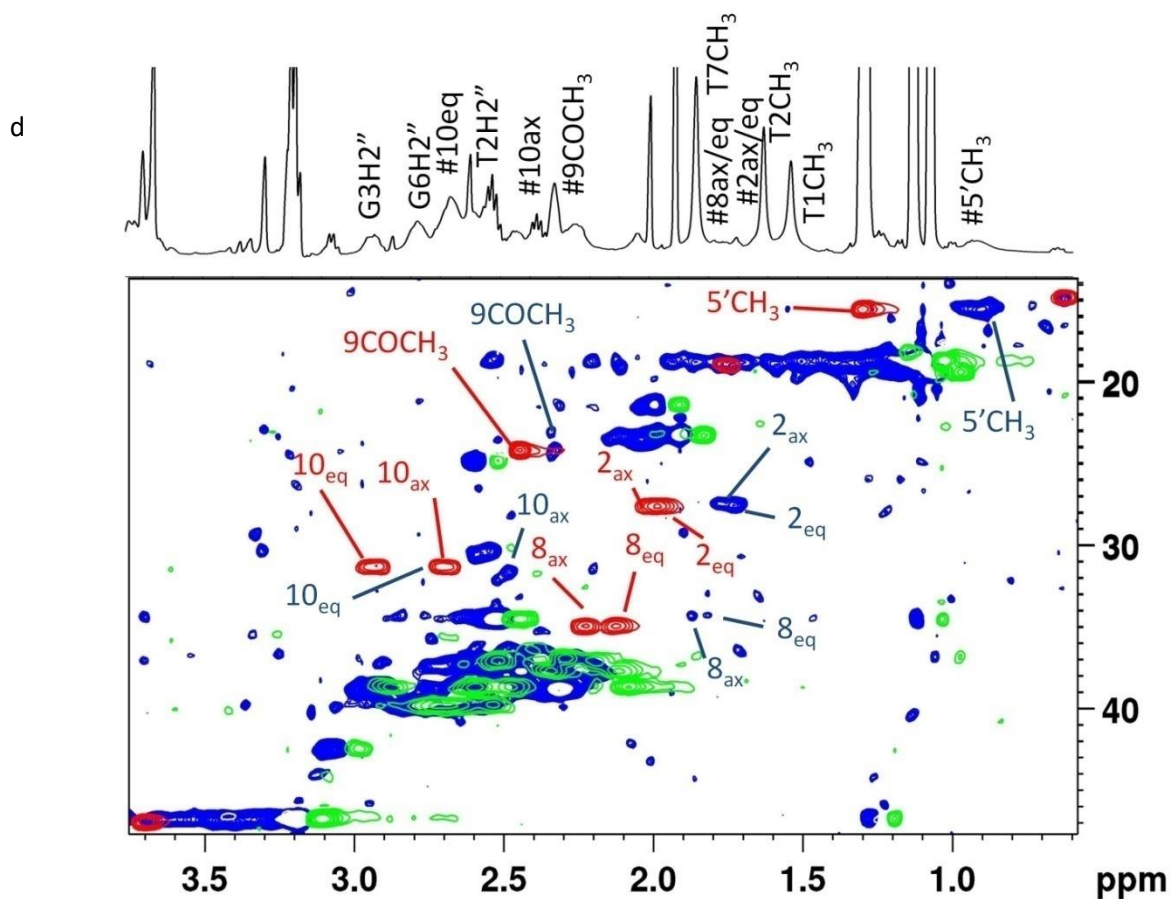 d
G3H2”
G6H2”
#10eq
T2H2”
#10ax
#9COCH3
#8ax/eq T7CH3
#2ax/eq
T2CH3
T1CH3
#5’CH3
9COCH3
9COCH3
5’CH3
5’CH3
2ax
2ax
2eq
2eq
10eq
10ax
10ax
10eq
8ax
8eq
8eq
8ax
20
30
40
3.5 3.0 2.5 2.0 1.5 1.0 ppm